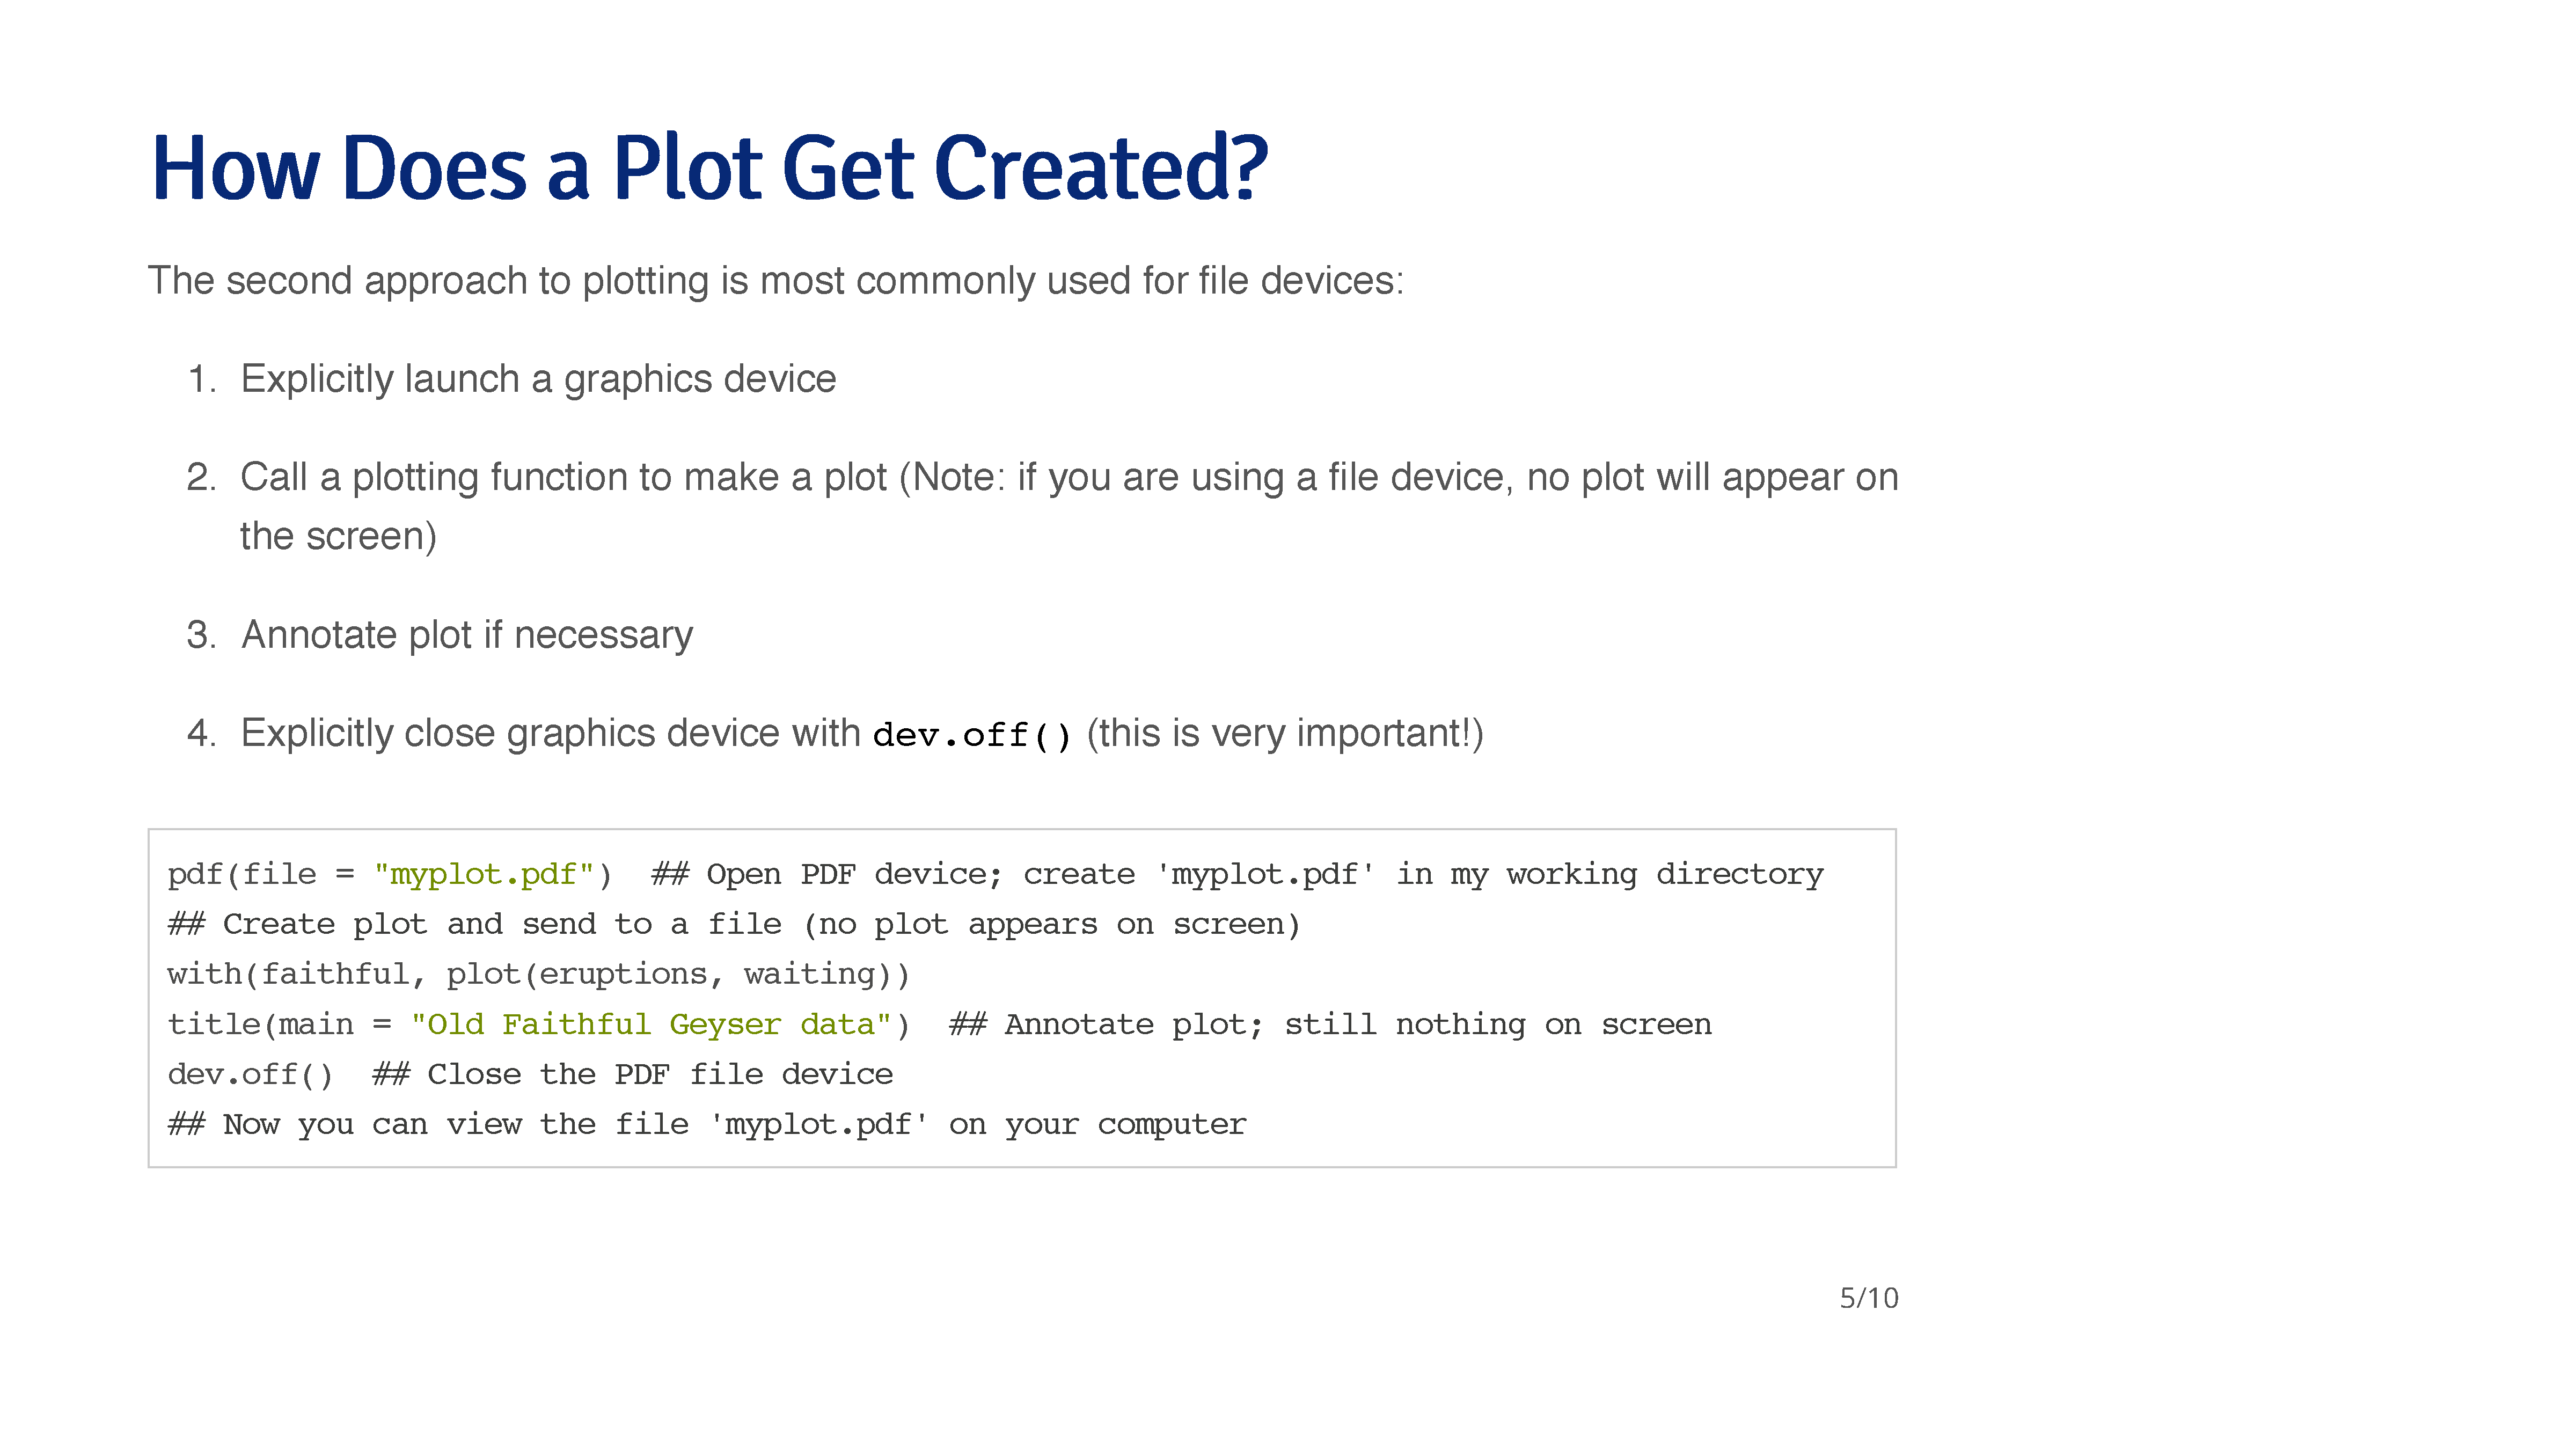 How Does a Plot Get Created?
The second approach to plotting is most commonly used for file devices:
1. Explicitly launch a graphics device
2. Call a plotting function to make a plot (Note: if you are using a file device, no plot will appear on
the screen)
3. Annotate plot if necessary
4. Explicitly close graphics device with dev.off() (this is very important!)
pdf(file = "myplot.pdf")  ## Open PDF device; create 'myplot.pdf' in my working directory
## Create plot and send to a file (no plot appears on screen)
with(faithful, plot(eruptions, waiting))
title(main = "Old Faithful Geyser data")  ## Annotate plot; still nothing on screen
dev.off()  ## Close the PDF file device
## Now you can view the file 'myplot.pdf' on your computer
5/10